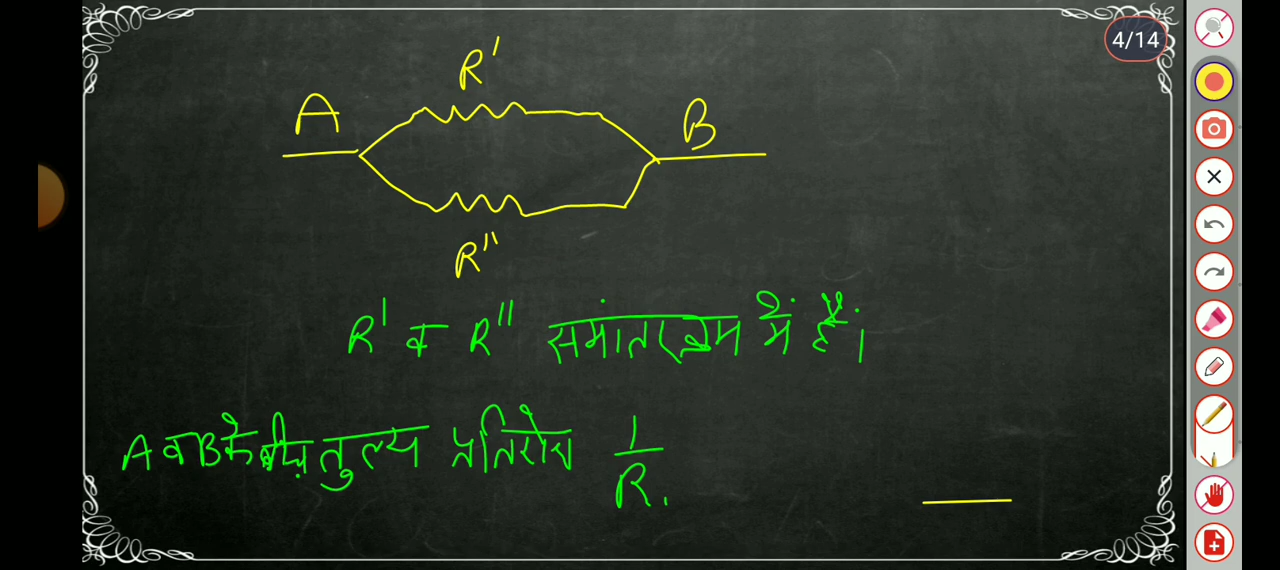 4/14
R'
A
B
R"
R' व R" समांतरक्रम में हैं।
A व B के बीच तुल्य प्रतिरोध 1
R